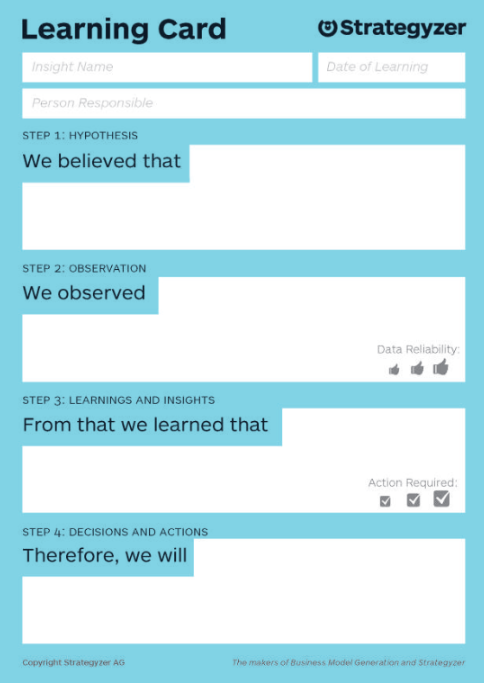 Learning Card
Strategyzer
Insight Name
Date of Learning
Person Responsible
STEP 1: HYPOTHESIS
We believed that
STEP 2: OBSERVATION
We observed
Data Reliability:
STEP 3: LEARNINGS AND INSIGHTS
From that we learned that
Action Required:
STEP 4: DECISIONS AND ACTIONS
Therefore, we will
Copyright Strategyzer AG
The makers of Business Model Generation and Strategyzer